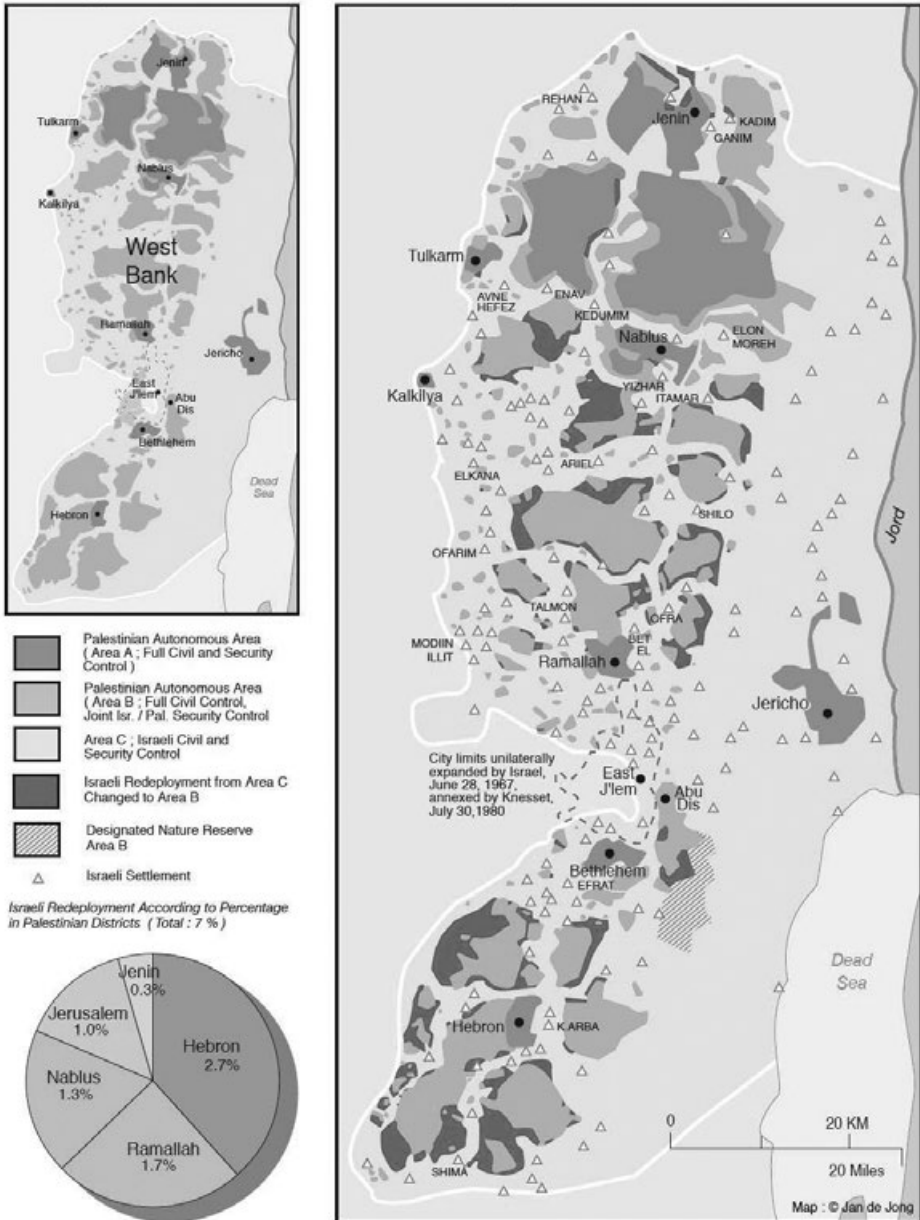 Jenin
Tulkarm
Nablus
Kalkilya
West
Bank
Ramallah
Jericho
East
J'lem
Abu
Dis
Bethlehem
Dead
Sea
Hebron
Palestinian Autonomous Area
( Area A ; Full Civil and Security
Control )
Palestinian Autonomous Area
( Area B ; Full Civil Control,
Joint Isr. / Pal. Security Control
Area C ; Israeli Civil and
Security Control
Israeli Redeployment from Area C
Changed to Area B
Designated Nature Reserve
Area B
Israeli Settlement
Israeli Redeployment According to Percentage
in Palestinian Districts ( Total : 7 % )
Jenin
0.3%
Jerusalem
1.0%
Hebron
2.7%
Nablus
1.3%
Ramallah
1.7%
REHAN
Jenin
KADIM
GANIM
Tulkarm
AVNE
HEFEZ
ENAV
KEDUMIM
Nablus
ELON
MOREH
Kalkilya
YIZHAR
ITAMAR
ARIEL
ELKANA
SHILO
Jord
OFARIM
TALMON
OFRA
MODIIN
ILLIT
BET
EL
Ramallah
Jericho
City limits unilaterally
expanded by Israel,
June 28, 1967,
annexed by Knesset,
July 30,1980
East
J'lem
Abu
Dis
Bethlehem
EFRAT
Dead
Sea
Hebron
K.ARBA
SHIMA
0
20 KM
20 Miles
Map : © Jan de Jong